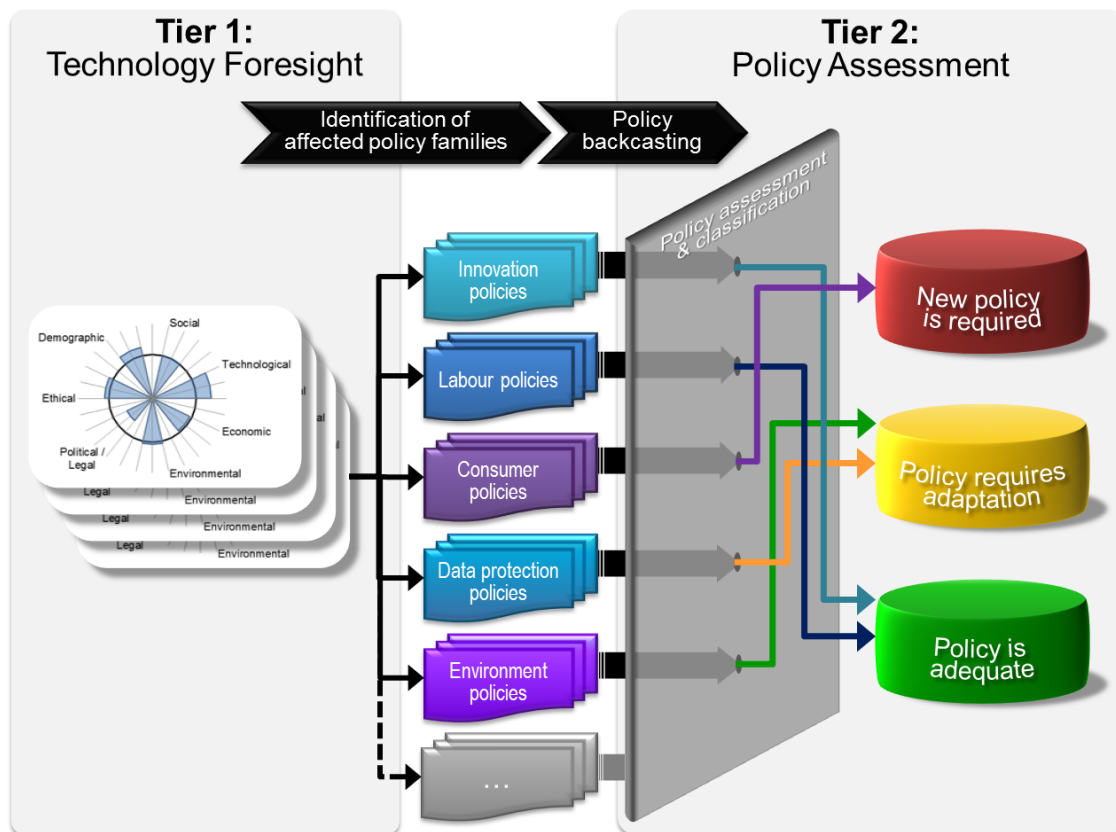 Tier 1:
Technology Foresight
Tier 2:
Policy Assessment
Identification of
affected policy families
Policy
backcasting
Policy assessment
& classification
Social
Demographic
Technological
Ethical
Economic
Political /
Legal
Environmental
Legal
Environmental
Legal
Environmental
Legal
Environmental
Innovation
policies
Labour policies
Consumer
policies
Data protection
policies
Environment
policies
...
New policy
is required
Policy requires
adaptation
Policy is
adequate